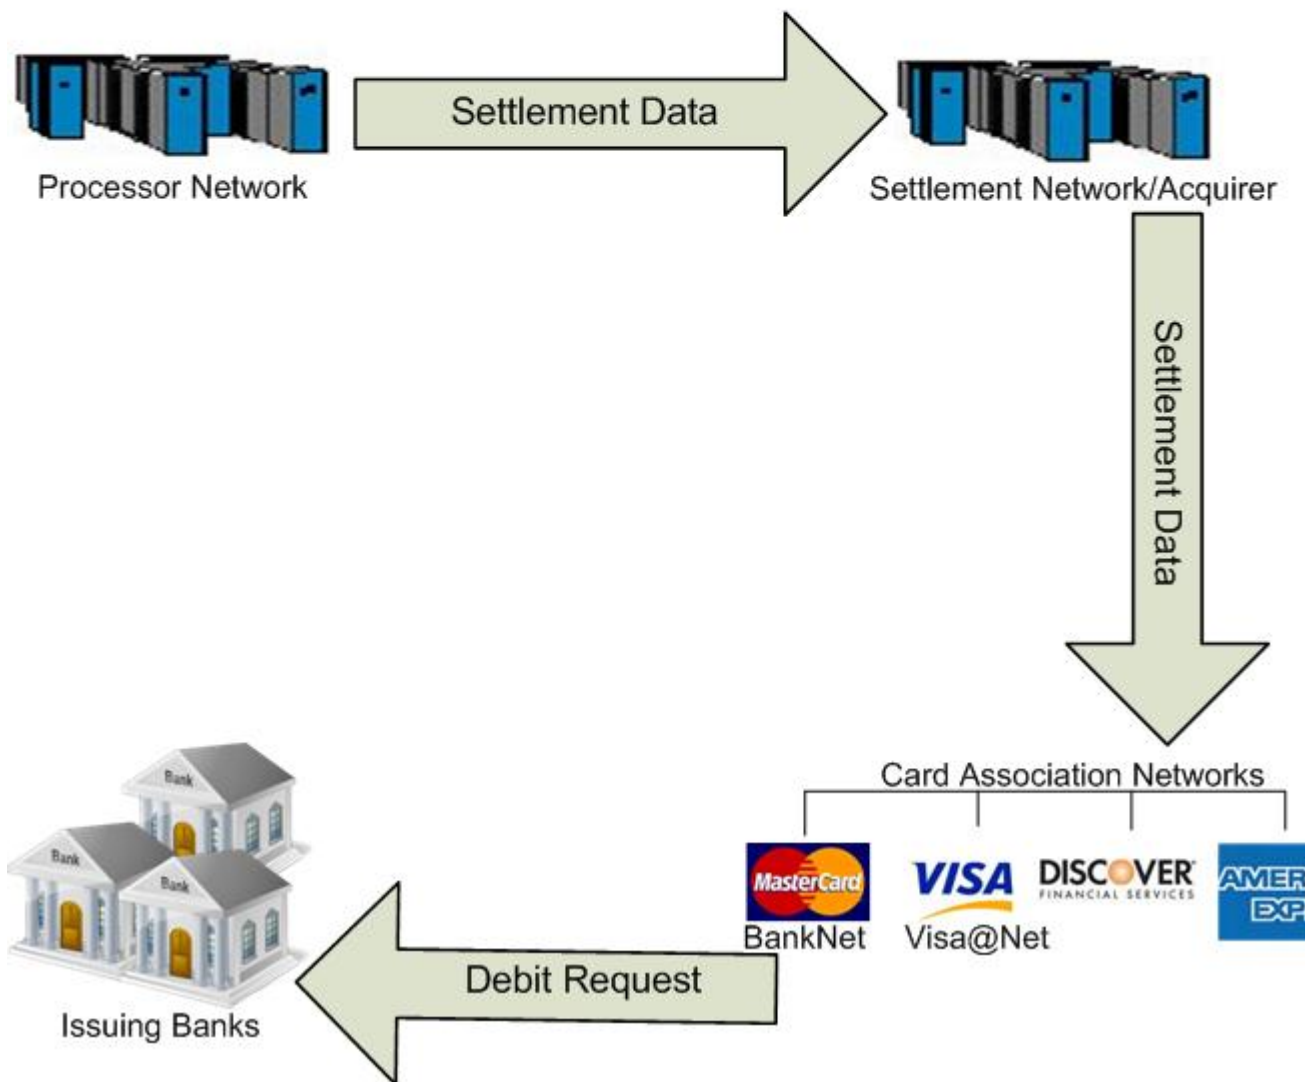 Settlement Data
Processor Network
Settlement Network/Acquirer
Settlement Data
Card Association Networks
MasterCard
VISA
DISCOVER
FINANCIAL SERVICES
AMER
EXP
BankNet
Visa@Net
Bank
Bank
Bank
Debit Request
Issuing Banks